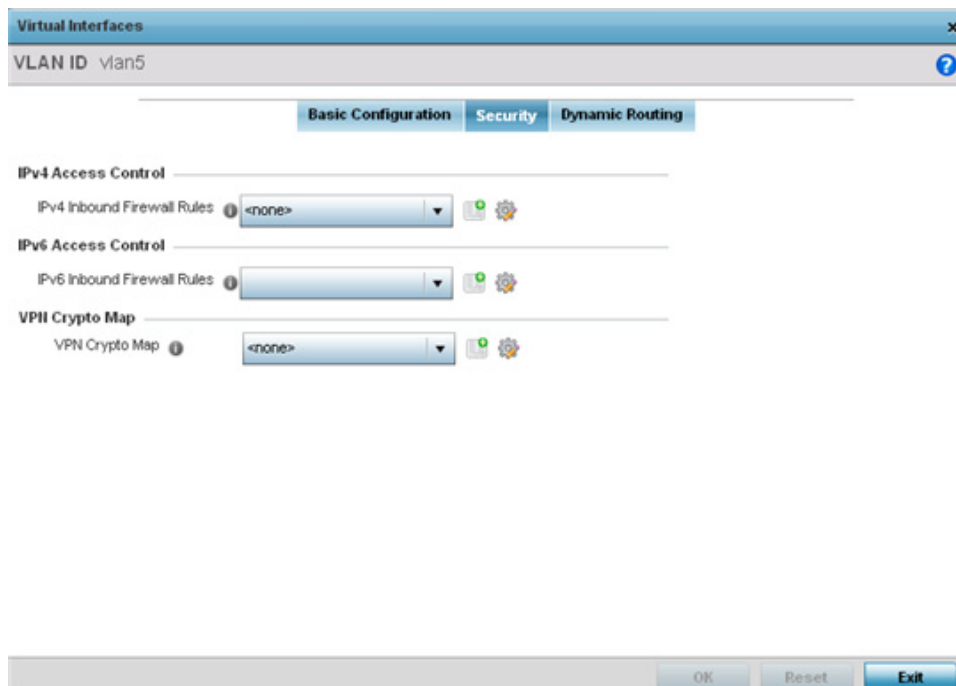 Virtual Interfaces
VLAN ID vlan5
Basic Configuration Security Dynamic Routing
IPv4 Access Control
IPv4 Inbound Firewall Rules <none>
IPv6 Access Control
IPv6 Inbound Firewall Rules
VPN Crypto Map
VPN Crypto Map <none>
OK Reset Exit